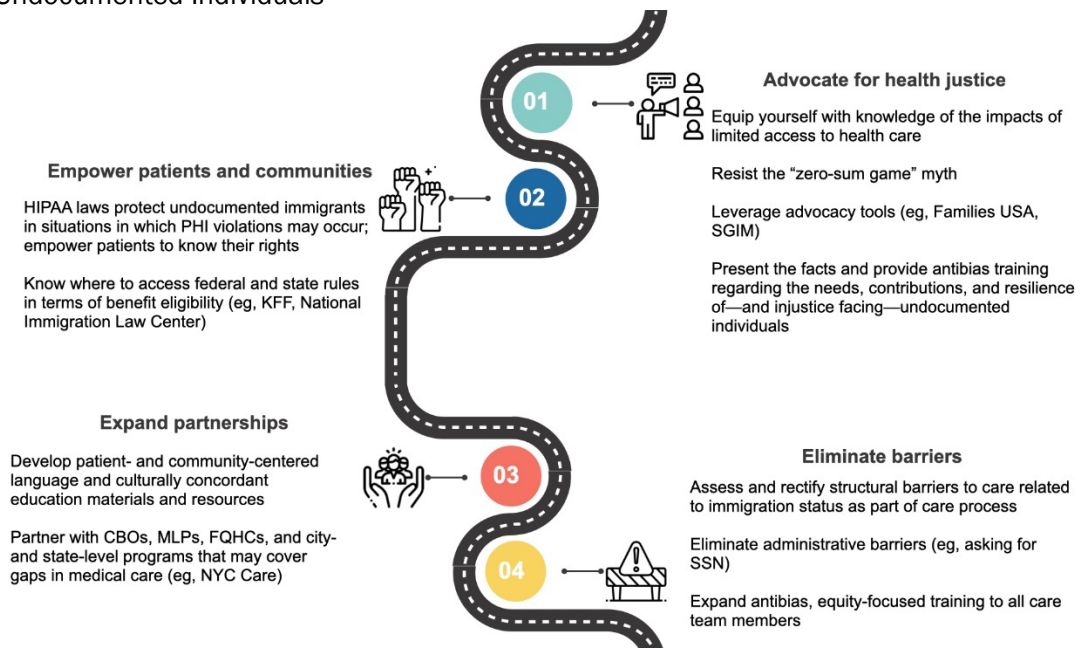 Undocumented Individuals
01
Advocate for health justice
Equip yourself with knowledge of the impacts of
limited access to health care
Resist the “zero-sum game” myth
Leverage advocacy tools (eg, Families USA,
SGIM)
Present the facts and provide antibias training
regarding the needs, contributions, and resilience
of—and injustice facing—undocumented
individuals
Empower patients and communities
02
HIPAA laws protect undocumented immigrants
in situations in which PHI violations may occur;
empower patients to know their rights
Know where to access federal and state rules
in terms of benefit eligibility (eg, KFF, National
Immigration Law Center)
Expand partnerships
03
Develop patient- and community-centered
language and culturally concordant
education materials and resources
Partner with CBOs, MLPs, FQHCs, and city-
and state-level programs that may cover
gaps in medical care (eg, NYC Care)
04
Eliminate barriers
Assess and rectify structural barriers to care related
to immigration status as part of care process
Eliminate administrative barriers (eg, asking for
SSN)
Expand antibias, equity-focused training to all care
team members